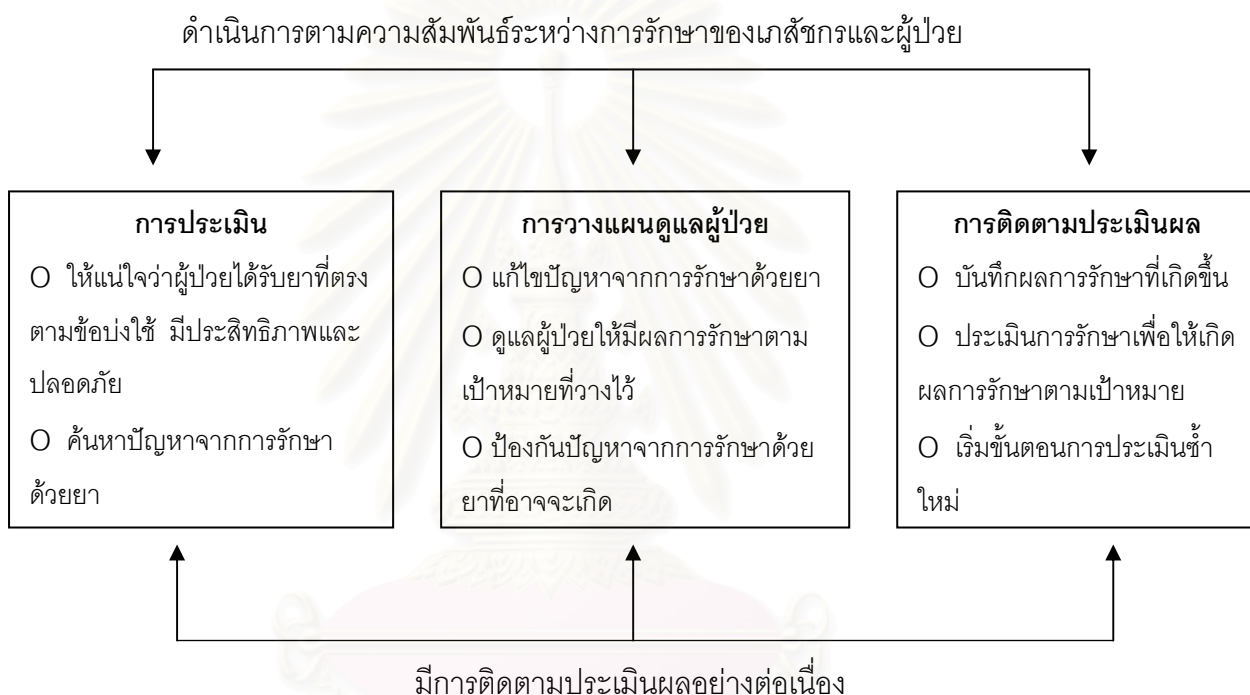 ดำเนินการตามความสัมพันธ์ระหว่างการรักษาของเภสัชกรและผู้ป่วย
การประเมิน
O ให้แน่ใจว่าผู้ป่วยได้รับยาที่ตรง
ตามข้อบ่งใช้ มีประสิทธิภาพและ
ปลอดภัย
O ค้นหาปัญหาจากการรักษา
ด้วยยา
การวางแผนดูแลผู้ป่วย
O แก้ไขปัญหาจากการรักษาด้วยยา
O ดูแลผู้ป่วยให้มีผลการรักษาตาม
เป้าหมายที่วางไว้
O ป้องกันปัญหาจากการรักษาด้วย
ยาที่อาจจะเกิด
การติดตามประเมินผล
O บันทึกผลการรักษาที่เกิดขึ้น
O ประเมินการรักษาเพื่อให้เกิด
ผลการรักษาตามเป้าหมาย
O เริ่มขั้นตอนการประเมินซ้ำ
ใหม่
มีการติดตามประเมินผลอย่างต่อเนื่อง